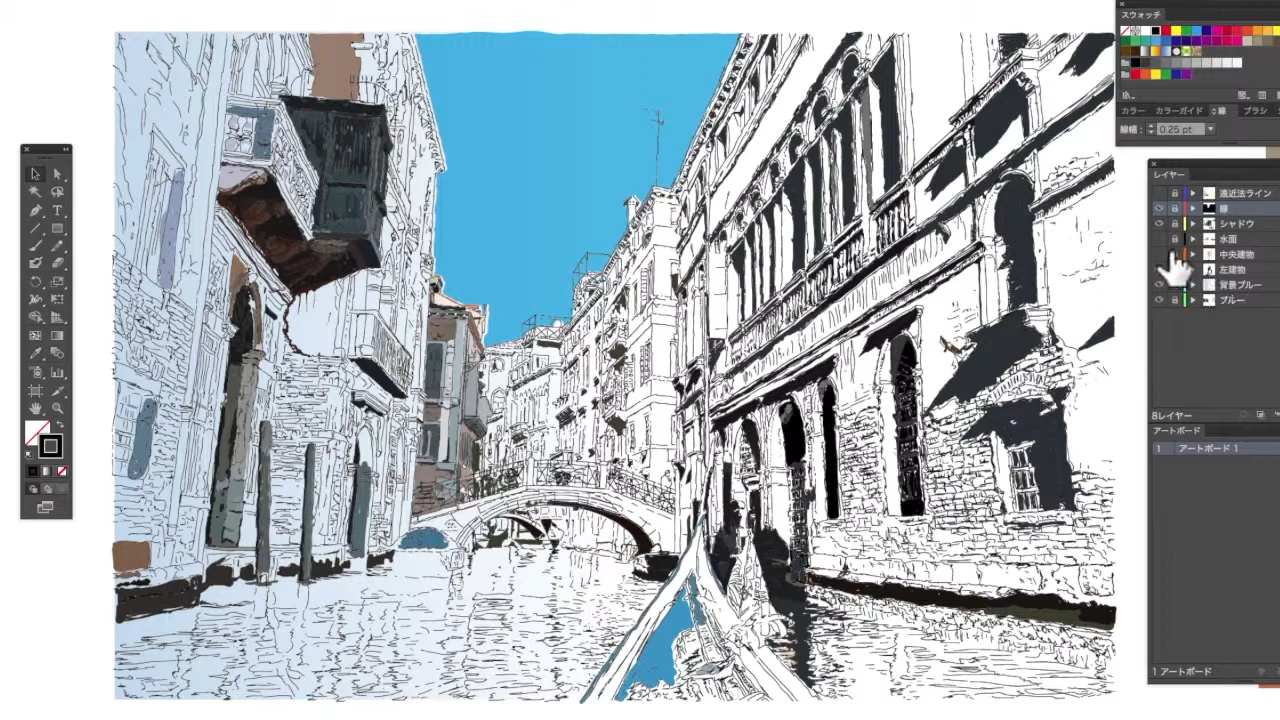 スウォッチ
カラー カラーガイド 線 ブラシ
線幅: 0.25 pt
レイヤー
遠近法ライン
線
シャドウ
水面
中央建物
左建物
背景ブルー
ブルー
8レイヤー
アートボード
1 アートボード 1
1 アートボード